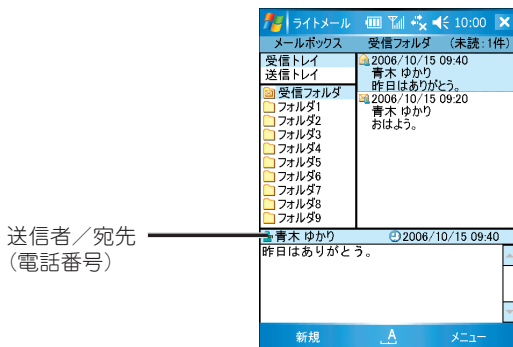 ライトメール 10:00
メールボックス 受信フォルダ (未読:1件)
受信トレイ
送信トレイ
受信フォルダ
フォルダ1
フォルダ2
フォルダ3
フォルダ4
フォルダ5
フォルダ6
フォルダ7
フォルダ8
フォルダ9
2006/10/15 09:40
青木 ゆかり
昨日はありがとう。
2006/10/15 09:20
青木 ゆかり
おはよう。
送信者/宛先
(電話番号)
青木 ゆかり 2006/10/15 09:40
昨日はありがとう。
新規 A メニュー